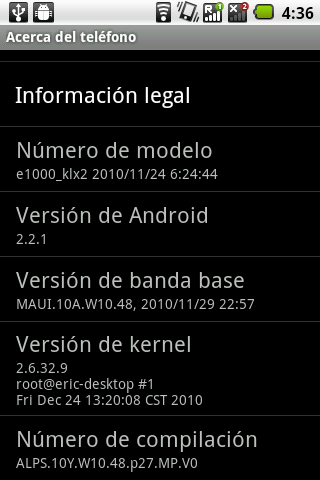 R 1 X 2 4:36
Acerca del teléfono
Información legal
Número de modelo
e1000_klx2 2010/11/24 6:24:44
Versión de Android
2.2.1
Versión de banda base
MAUI.10A.W10.48, 2010/11/29 22:57
Versión de kernel
2.6.32.9
root@eric-desktop #1
Fri Dec 24 13:20:08 CST 2010
Número de compilación
ALPS.10Y.W10.48.p27.MP.V0